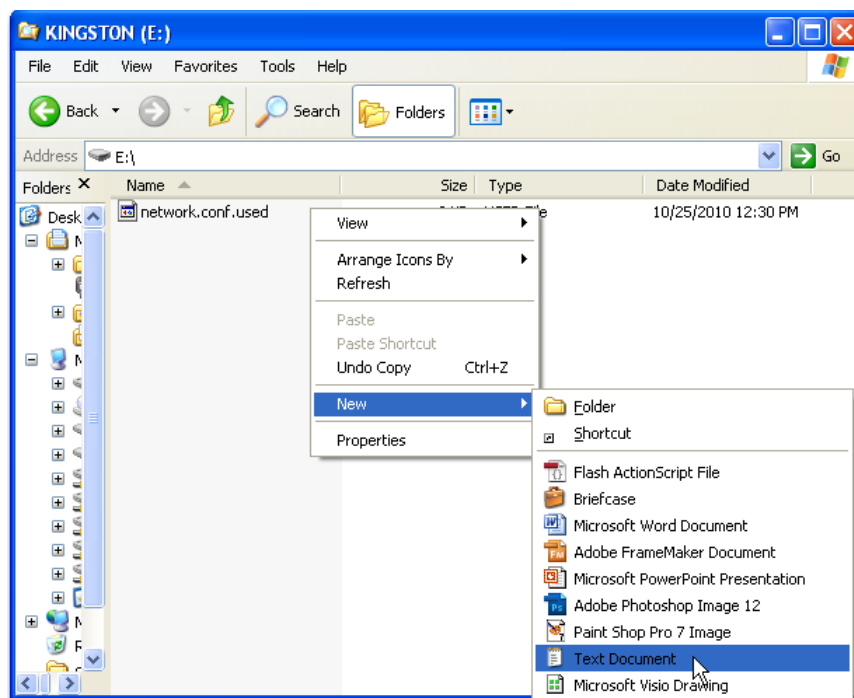 KINGSTON (E:)
File Edit View Favorites Tools Help
Back Search Folders
Address E:\ Go
Folders Name Size Type Date Modified
Desk
network.conf.used 10/25/2010 12:30 PM
View
Arrange Icons By
Refresh
Paste
Paste Shortcut
Undo Copy Ctrl+Z
New
Properties
Folder
Shortcut
Flash ActionScript File
Briefcase
Microsoft Word Document
Adobe FrameMaker Document
Microsoft PowerPoint Presentation
Adobe Photoshop Image 12
Paint Shop Pro 7 Image
Text Document
Microsoft Visio Drawing